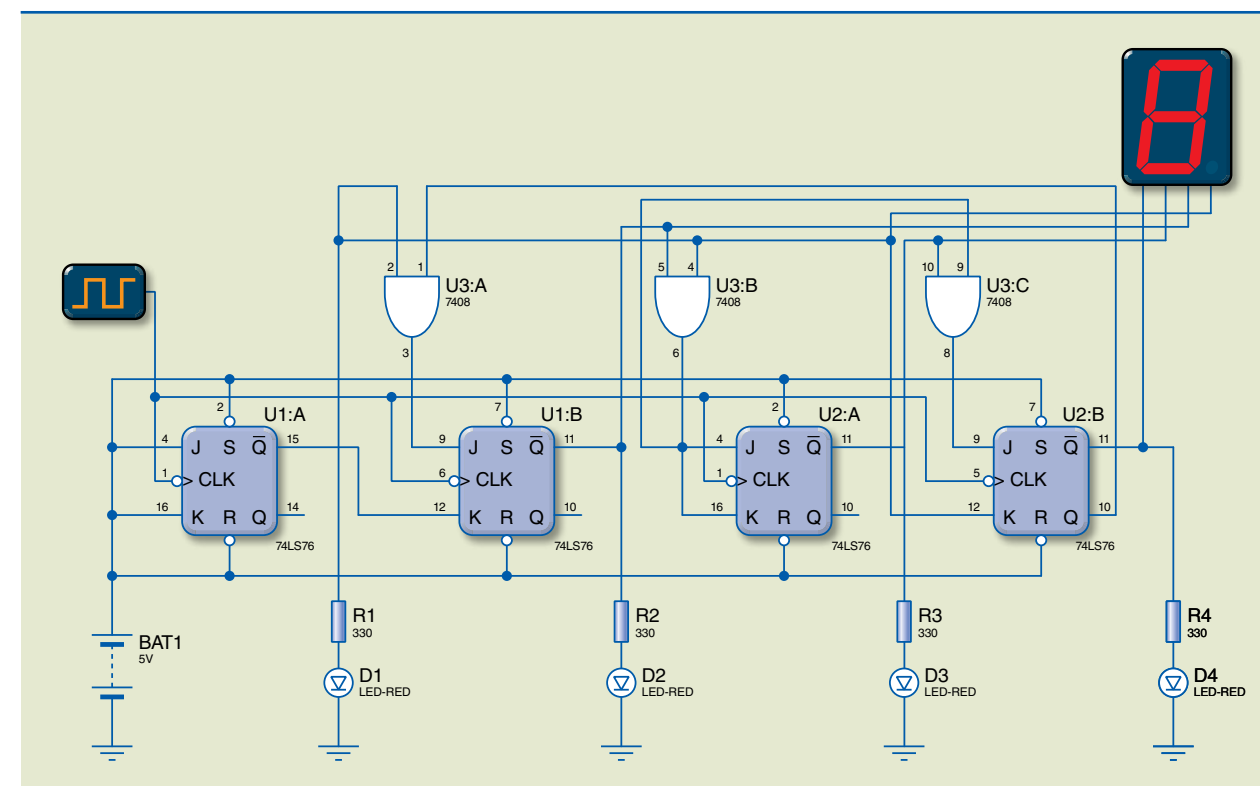 2 1
U3:A
7408
3
5 4
U3:B
7408
6
10 9
U3:C
7408
8
2
U1:A
4 J S Q̅ 15
1 > CLK
16 K R Q 14
74LS76
7
U1:B
9 J S Q̅ 11
6 > CLK
12 K R Q 10
74LS76
2
U2:A
4 J S Q̅ 11
1 > CLK
16 K R Q 10
74LS76
7
U2:B
9 J S Q̅ 11
5 > CLK
12 K R Q 10
74LS76
BAT1
5V
R1
330
R2
330
R3
330
R4
330
D1
LED-RED
D2
LED-RED
D3
LED-RED
D4
LED-RED